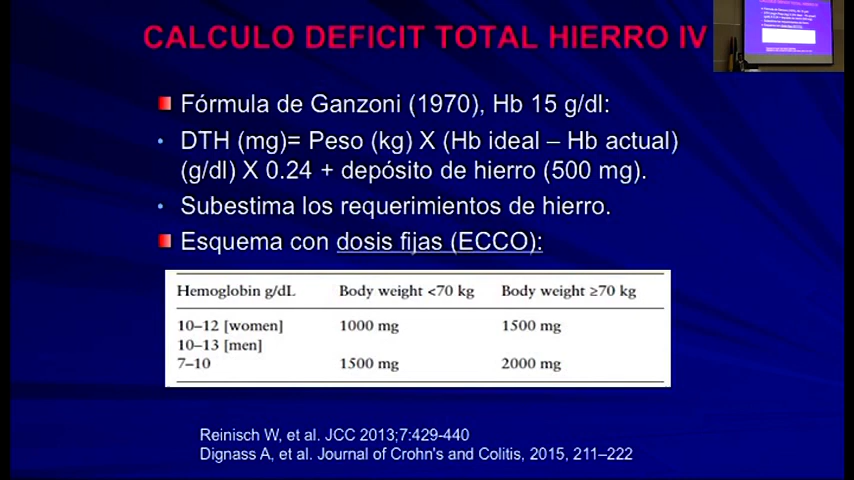 CALCULO DEFICIT TOTAL HIERRO IV
Fórmula de Ganzoni (1970), Hb 15 g/dl:
DTH (mg)= Peso (kg) X (Hb ideal – Hb actual)
(g/dl) X 0.24 + depósito de hierro (500 mg).
Subestima los requerimientos de hierro.
Esquema con dosis fijas (ECCO):
Hemoglobin g/dL Body weight <70 kg Body weight ≥70 kg
10–12 [women] 1000 mg 1500 mg
10–13 [men]
7–10 1500 mg 2000 mg
Reinisch W, et al. JCC 2013;7:429-440
Dignass A, et al. Journal of Crohn's and Colitis, 2015, 211–222